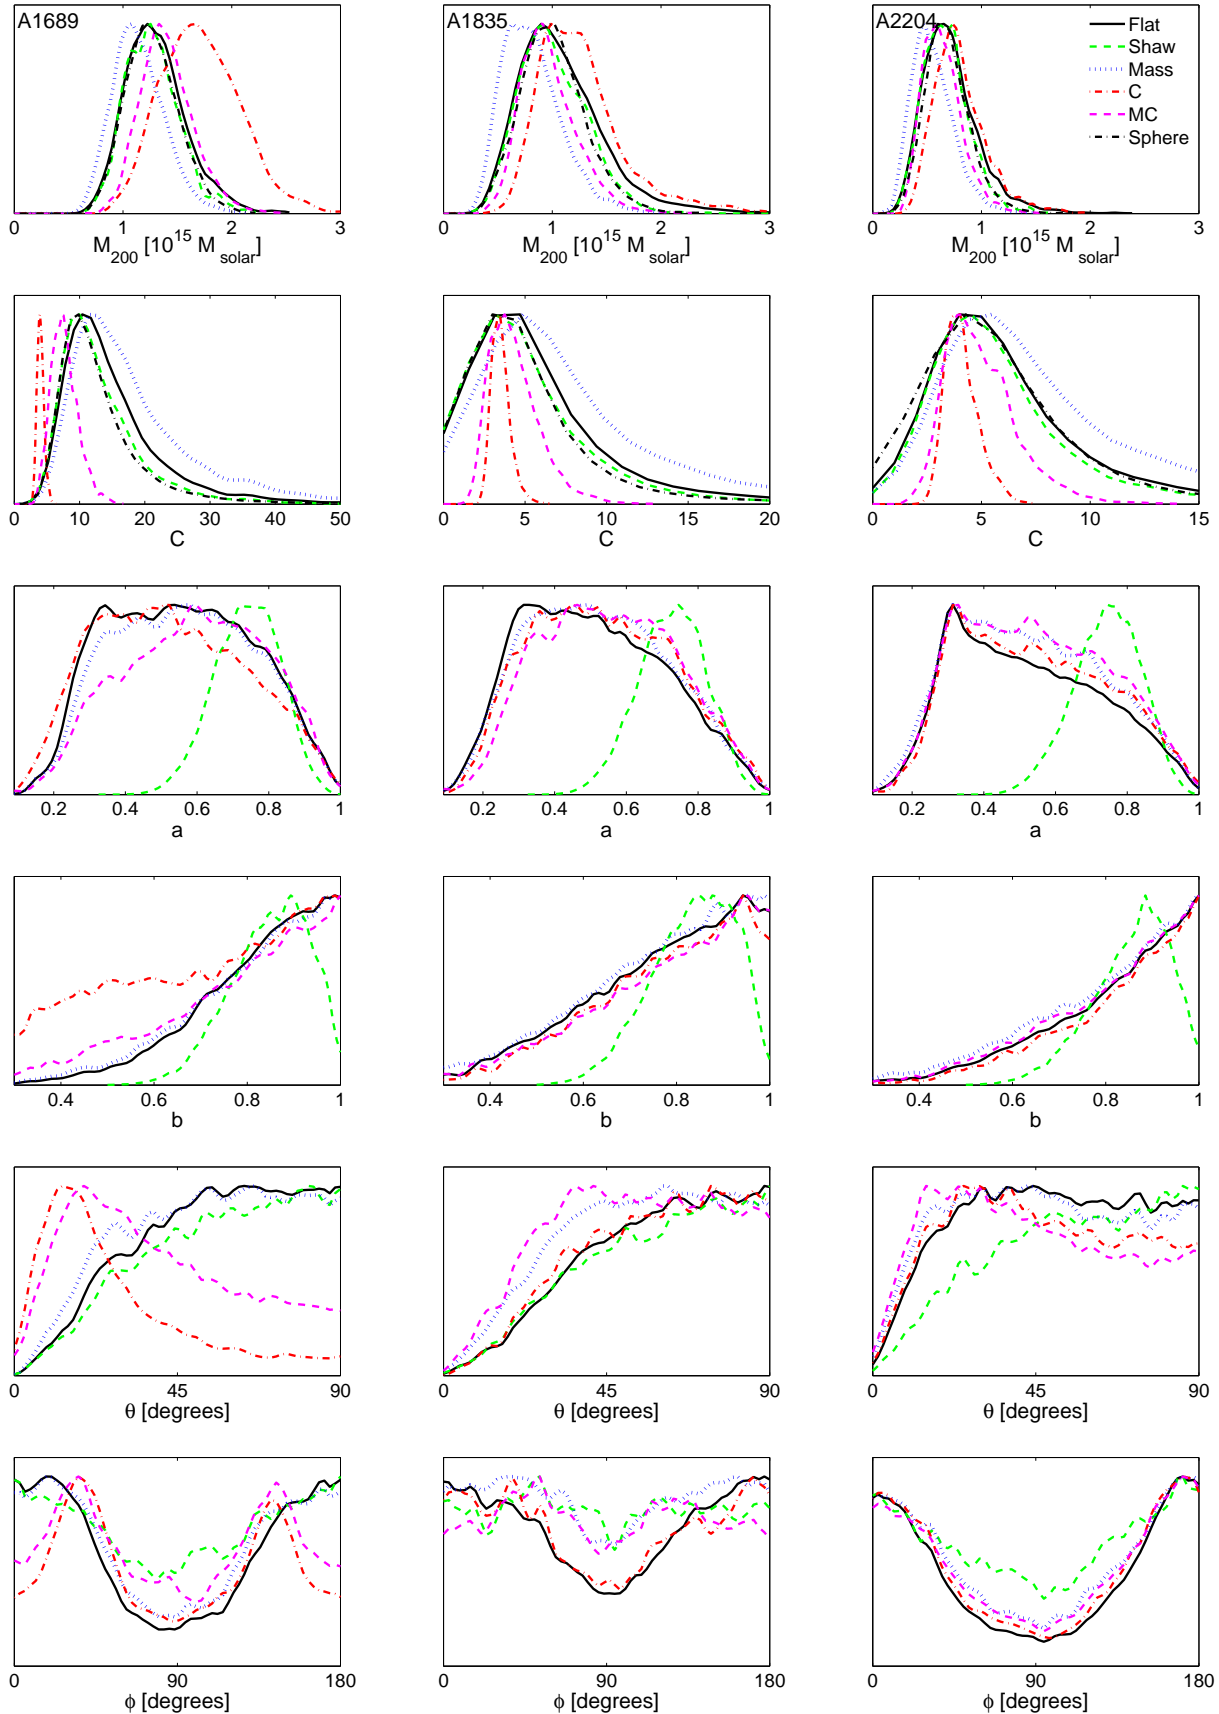 A1689
A1835
A2204
Flat
Shaw
Mass
C
MC
Sphere
0 1 2 3
M200 [10^15 Msolar]
0 1 2 3
M200 [10^15 Msolar]
0 1 2 3
M200 [10^15 Msolar]
0 10 20 30 40 50
C
0 5 10 15 20
C
0 5 10 15
C
0.2 0.4 0.6 0.8 1
a
0.2 0.4 0.6 0.8 1
a
0.2 0.4 0.6 0.8 1
a
0.4 0.6 0.8 1
b
0.4 0.6 0.8 1
b
0.4 0.6 0.8 1
b
0 45 90
θ [degrees]
0 45 90
θ [degrees]
0 45 90
θ [degrees]
0 90 180
ϕ [degrees]
0 90 180
ϕ [degrees]
0 90 180
ϕ [degrees]